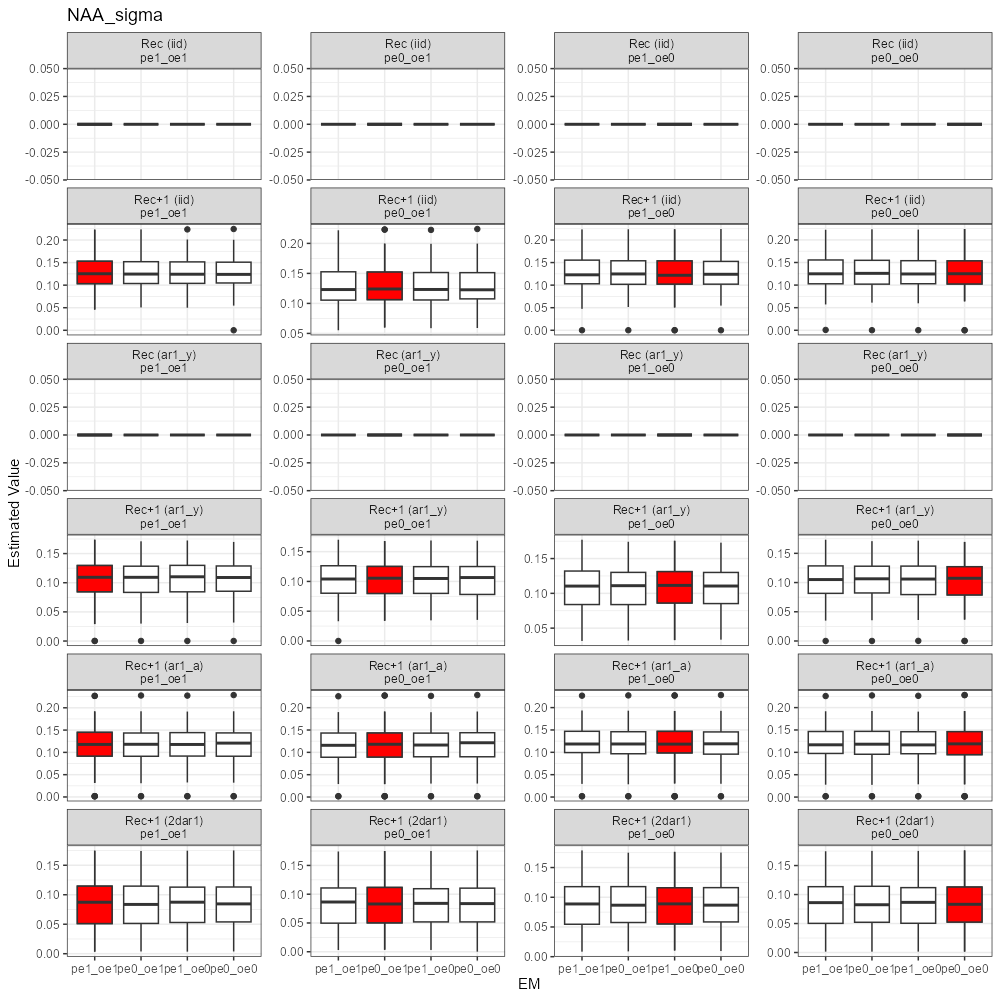 NAA_sigma
Rec (iid) Rec (iid) Rec (iid) Rec (iid)
pe1_oe1 pe0_oe1 pe1_oe0 pe0_oe0
0.050 0.050 0.050 0.050
0.025 0.025 0.025 0.025
0.000 0.000 0.000 0.000
-0.025 -0.025 -0.025 -0.025
-0.050 -0.050 -0.050 -0.050
Rec+1 (iid) Rec+1 (iid) Rec+1 (iid) Rec+1 (iid)
pe1_oe1 pe0_oe1 pe1_oe0 pe0_oe0
0.20 0.20 0.20 0.20
0.15 0.15 0.15 0.15
0.10 0.10 0.10 0.10
0.05 0.05 0.05 0.05
0.00 0.00 0.00
Rec (ar1_y) Rec (ar1_y) Rec (ar1_y) Rec (ar1_y)
pe1_oe1 pe0_oe1 pe1_oe0 pe0_oe0
0.050 0.050 0.050 0.050
0.025 0.025 0.025 0.025
0.000 0.000 0.000 0.000
-0.025 -0.025 -0.025 -0.025
-0.050 -0.050 -0.050 -0.050
Estimated Value
Rec+1 (ar1_y) Rec+1 (ar1_y) Rec+1 (ar1_y) Rec+1 (ar1_y)
pe1_oe1 pe0_oe1 pe1_oe0 pe0_oe0
0.15 0.15 0.15 0.15
0.10 0.10 0.10 0.10
0.05 0.05 0.05 0.05
0.00 0.00 0.00
Rec+1 (ar1_a) Rec+1 (ar1_a) Rec+1 (ar1_a) Rec+1 (ar1_a)
pe1_oe1 pe0_oe1 pe1_oe0 pe0_oe0
0.20 0.20 0.20 0.20
0.15 0.15 0.15 0.15
0.10 0.10 0.10 0.10
0.05 0.05 0.05 0.05
0.00 0.00 0.00 0.00
Rec+1 (2dar1) Rec+1 (2dar1) Rec+1 (2dar1) Rec+1 (2dar1)
pe1_oe1 pe0_oe1 pe1_oe0 pe0_oe0
0.15 0.15 0.15 0.15
0.10 0.10 0.10 0.10
0.05 0.05 0.05 0.05
0.00 0.00 0.00 0.00
pe1_oe1 pe0_oe1 pe1_oe0 pe0_oe0 pe1_oe1 pe0_oe1 pe1_oe0 pe0_oe0 pe1_oe1 pe0_oe1 pe1_oe0 pe0_oe0 pe1_oe1 pe0_oe1 pe1_oe0 pe0_oe0
EM